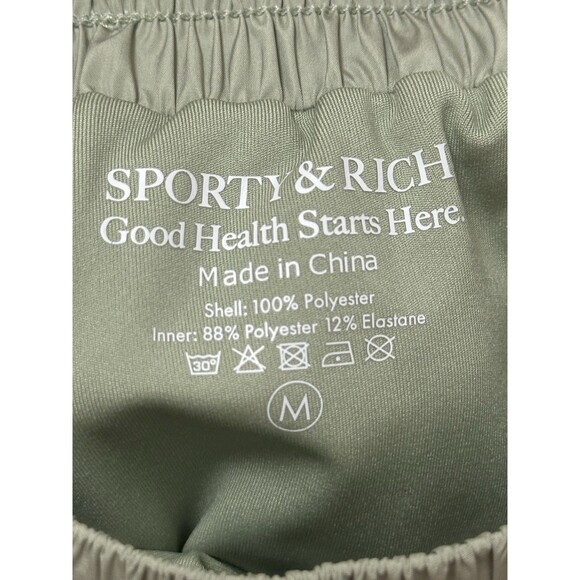 SPORTY & RICH
Good Health Starts Here.
Made in China
Shell: 100% Polyester
Inner: 88% Polyester 12% Elastane
30°
M